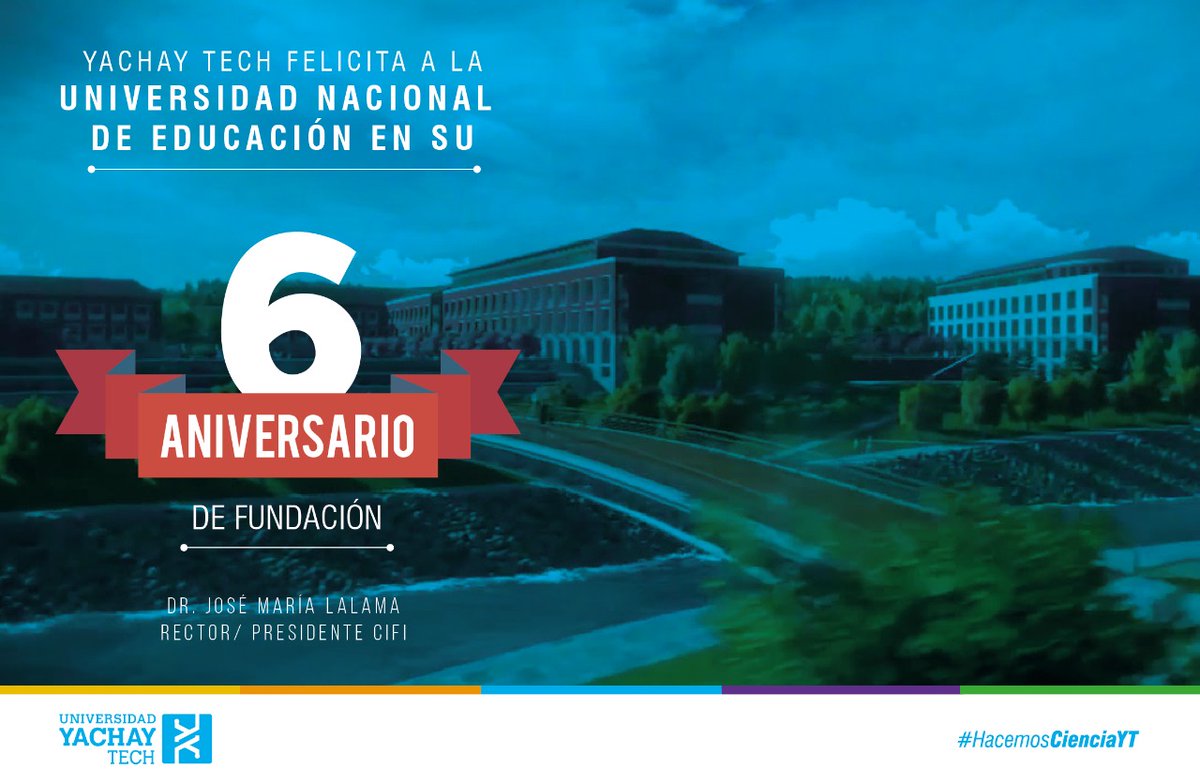 YACHAY TECH FELICITA A LA
UNIVERSIDAD NACIONAL
DE EDUCACIÓN EN SU
6
ANIVERSARIO
DE FUNDACIÓN
DR. JOSÉ MARÍA LALAMA
RECTOR/ PRESIDENTE CIFI
UNIVERSIDAD
YACHAY
TECH
#HacemosCienciaYT